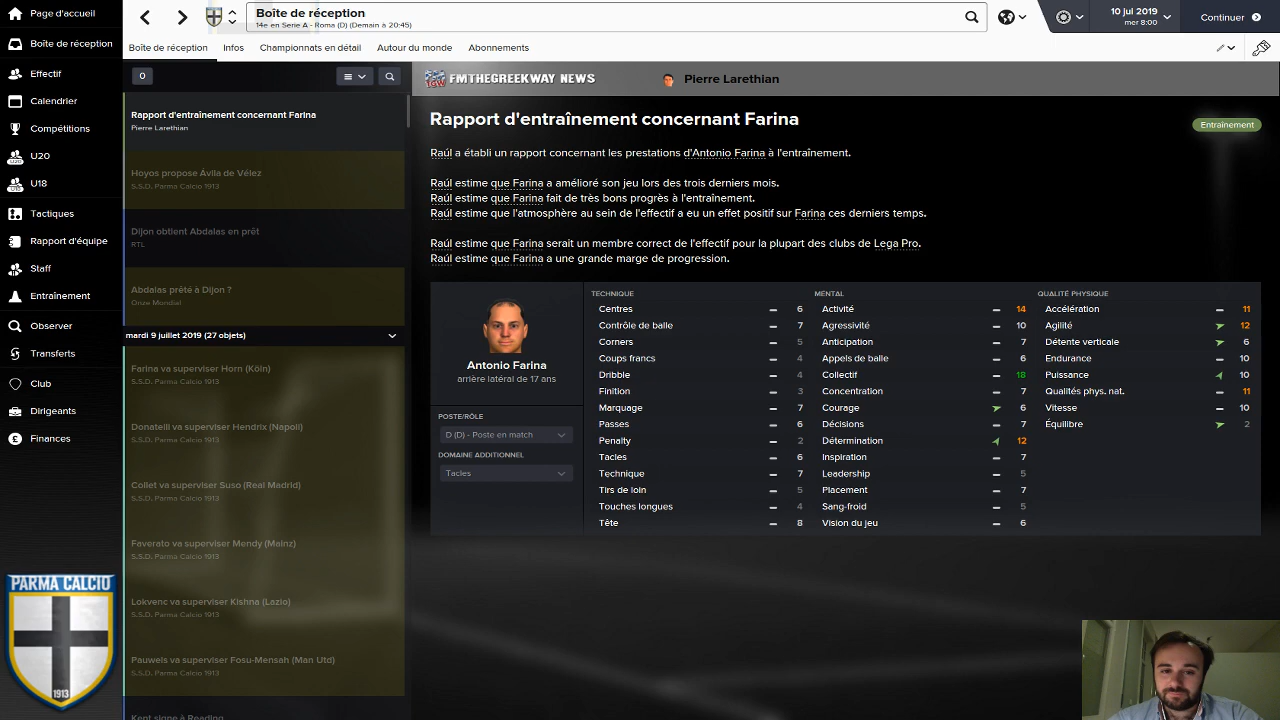 Page d'accueil
Boîte de réception
Effectif
Calendrier
Compétitions
U20
U20
U18
Tactiques
Rapport d'équipe
Staff
Entraînement
Observer
Transferts
Club
Dirigeants
Finances
PARMA CALCIO
1913
Boîte de réception
14e en Serie A - Roma (D) (Demain à 20:45)
10 jul 2019
mer 8:00
Continuer
Boîte de réception Infos Championnats en détail Autour du monde Abonnements
0
Rapport d'entraînement concernant Farina
Pierre Larethian
Hoyos propose Ávila de Vélez
S.S.D. Parma Calcio 1913
Dijon obtient Abdalas en prêt
RTL
Abdalas prêté à Dijon ?
Onze Mondial
mardi 9 juillet 2019 (27 objets)
Farina va superviser Horn (Köln)
S.S.D. Parma Calcio 1913
Donatelli va superviser Hendrix (Napoli)
S.S.D. Parma Calcio 1913
Collet va superviser Suso (Real Madrid)
S.S.D. Parma Calcio 1913
Faverato va superviser Mendy (Mainz)
S.S.D. Parma Calcio 1913
Lokvenc va superviser Kishna (Lazio)
S.S.D. Parma Calcio 1913
Pauwels va superviser Fosu-Mensah (Man Utd)
S.S.D. Parma Calcio 1913
Kent signe à Reading
FMTHEGREEKWAY NEWS
Pierre Larethian
Rapport d'entraînement concernant Farina
Entraînement
Raúl a établi un rapport concernant les prestations d'Antonio Farina à l'entraînement.
Raúl estime que Farina a amélioré son jeu lors des trois derniers mois.
Raúl estime que Farina fait de très bons progrès à l'entraînement.
Raúl estime que l'atmosphère au sein de l'effectif a eu un effet positif sur Farina ces derniers temps.
Raúl estime que Farina serait un membre correct de l'effectif pour la plupart des clubs de Lega Pro.
Raúl estime que Farina a une grande marge de progression.
Antonio Farina
arrière latéral de 17 ans
POSTE/RÔLE
D (D) - Poste en match
DOMAINE ADDITIONNEL
Tacles
TECHNIQUE
Centres 6
Contrôle de balle 7
Corners 5
Coups francs 4
Dribble 4
Finition 3
Marquage 7
Passes 6
Penalty 2
Tacles 6
Technique 7
Tirs de loin 5
Touches longues 4
Tête 8
MENTAL
Activité 14
Agressivité 10
Anticipation 7
Appels de balle 6
Collectif 18
Concentration 7
Courage 6
Décisions 7
Détermination 12
Inspiration 7
Leadership 5
Placement 7
Sang-froid 5
Vision du jeu 6
QUALITÉ PHYSIQUE
Accélération 11
Agilité 12
Détente verticale 6
Endurance 10
Puissance 10
Qualités phys. nat. 11
Vitesse 10
Équilibre 2